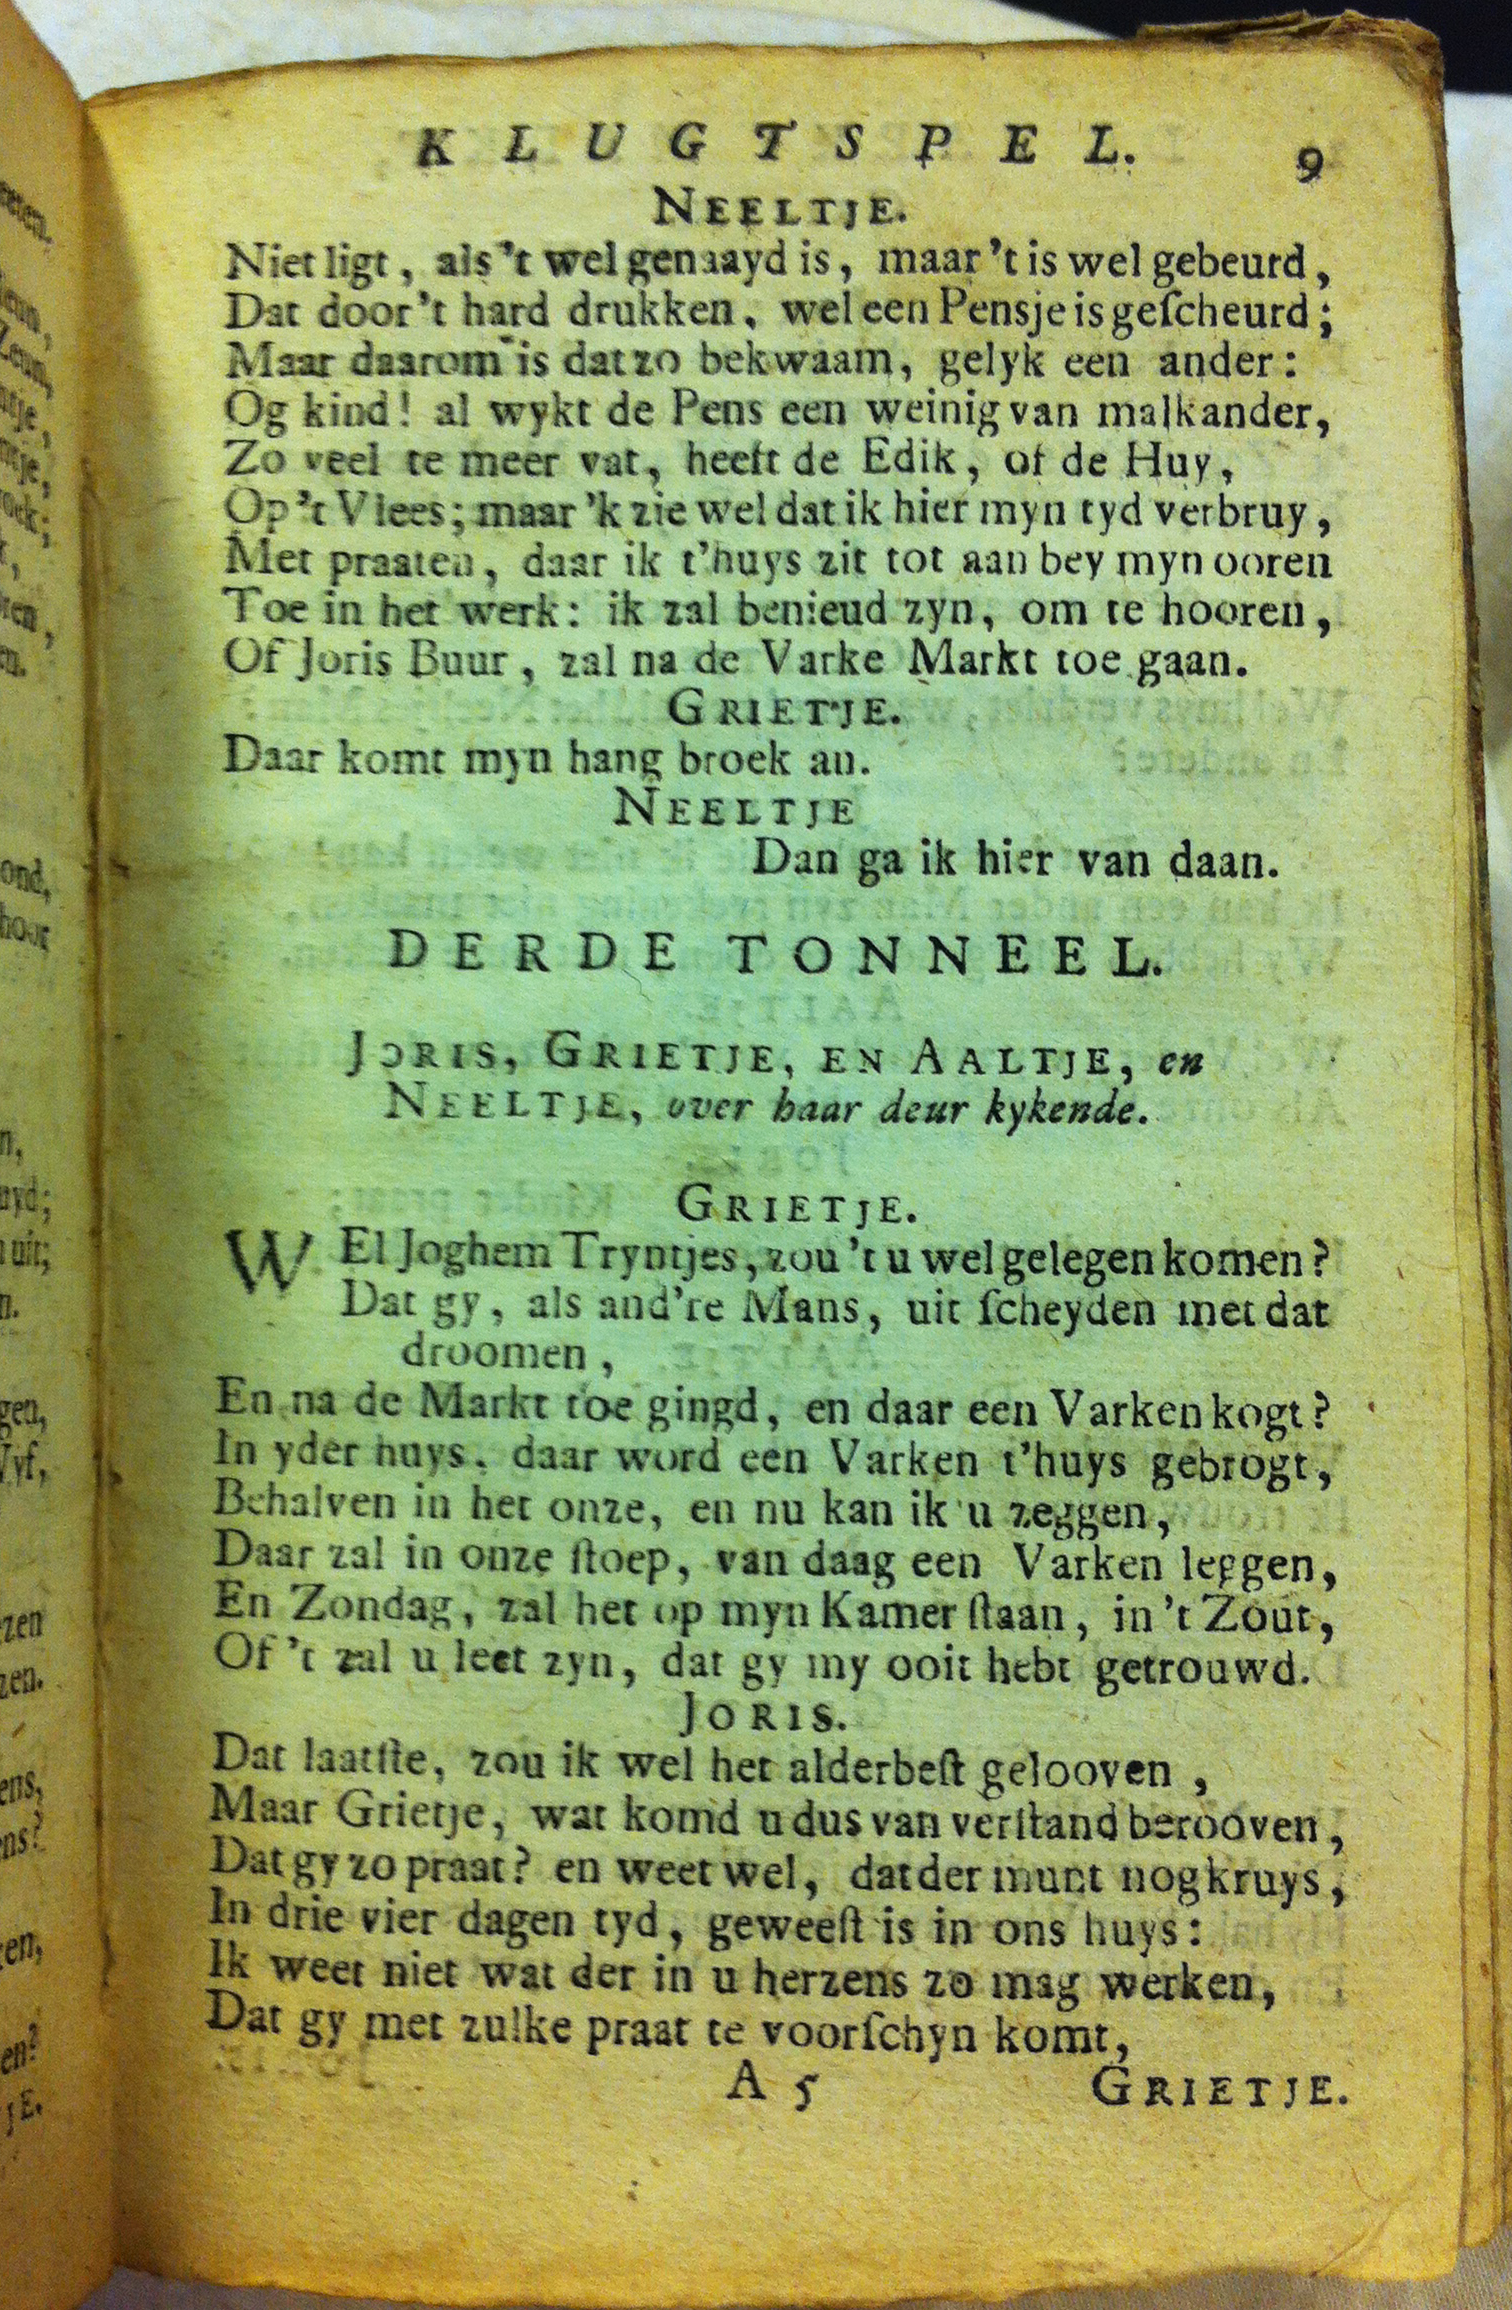 KLUGTSPEL. 9
NEELTJE.
Niet ligt, als 't wel genaayd is, maar 't is wel gebeurd,
Dat door 't hard drukken, wel een Pensje is geſcheurd;
Maar daarom is dat zo bekwaam, gelyk een ander:
Og kind! al wykt de Pens een weinig van malkander,
Zo veel te meer vat, heeft de Edik, of de Huy,
Op 't Vlees; maar 'k zie wel dat ik hier myn tyd verbruy,
Met praaten, daar ik t'huys zit tot aan bey myn ooren
Toe in het werk: ik zal benieud zyn, om te hooren,
Of Joris Buur, zal na de Varke Markt toe gaan.
GRIETJE.
Daar komt myn hang broek an.
NEELTJE
Dan ga ik hier van daan.
DERDE TONNEEL.
JORIS, GRIETJE, EN AALTJE, en
NEELTJE, over haar deur kykende.
GRIETJE.
WEl Joghem Tryntjes, zou 't u wel gelegen komen?
Dat gy, als and're Mans, uit ſcheyden met dat
droomen,
En na de Markt toe gingd, en daar een Varken kogt?
In yder huys, daar word een Varken t'huys gebrogt,
Behalven in het onze, en nu kan ik u zeggen,
Daar zal in onze ſtoep, van daag een Varken leggen,
En Zondag, zal het op myn Kamer ſtaan, in 't Zout,
Of 't zal u leet zyn, dat gy my ooit hebt getrouwd.
JORIS.
Dat laatſte, zou ik wel het alderbeſt gelooven,
Maar Grietje, wat komd u dus van verſtand berooven,
Dat gy zo praat? en weet wel, dat der munt nog kruys,
In drie vier dagen tyd, geweeſt is in ons huys:
Ik weet niet wat der in u herzens zo mag werken,
Dat gy met zulke praat te voorſchyn komt,
A 5 GRIETJE.